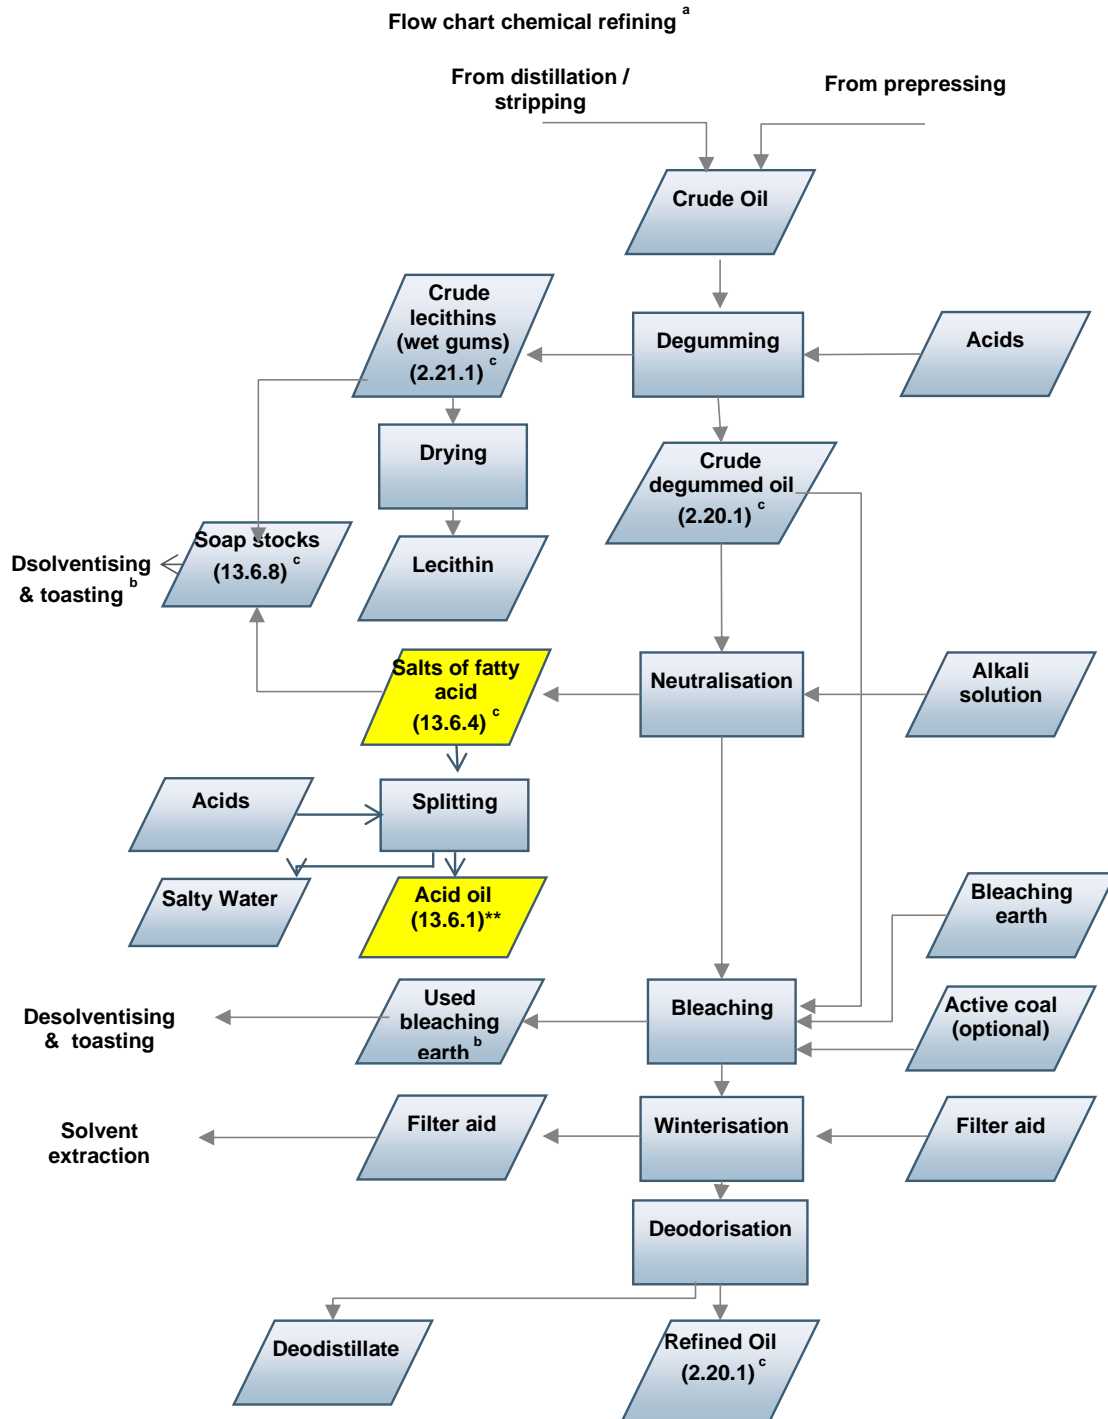 Flow chart chemical refining a
From distillation /
stripping
From prepressing
Crude Oil
Crude
lecithins
(wet gums)
(2.21.1) c
Degumming
Acids
Drying
Crude
degummed oil
(2.20.1) c
Soap stocks
(13.6.8) c
Dsolventising
& toasting b
Lecithin
Salts of fatty
acid
(13.6.4) c
Neutralisation
Alkali
solution
Acids
Splitting
Salty Water
Acid oil
(13.6.1)**
Bleaching
earth
Desolventising
& toasting
Used
bleaching
earth b
Bleaching
Active coal
(optional)
Solvent
extraction
Filter aid
Winterisation
Filter aid
Deodorisation
Deodistillate
Refined Oil
(2.20.1) c